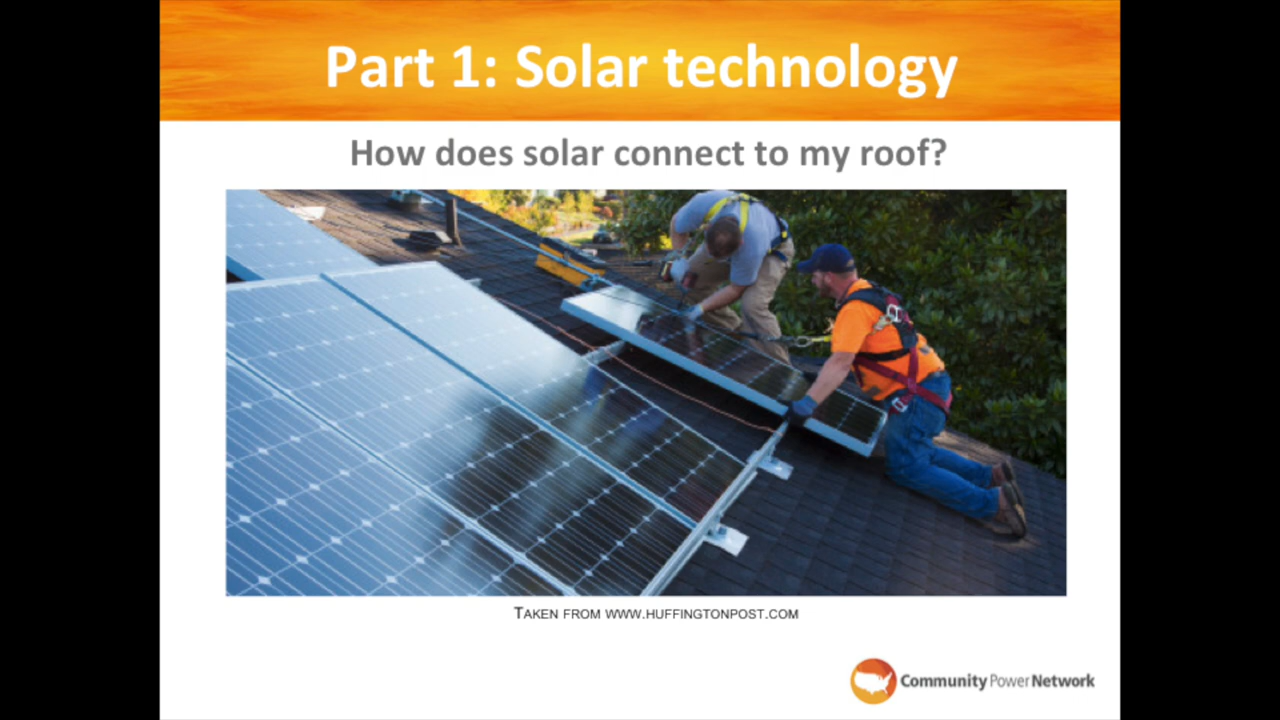 Part 1: Solar technology
How does solar connect to my roof?
TAKEN FROM WWW.HUFFINGTONPOST.COM
Community Power Network